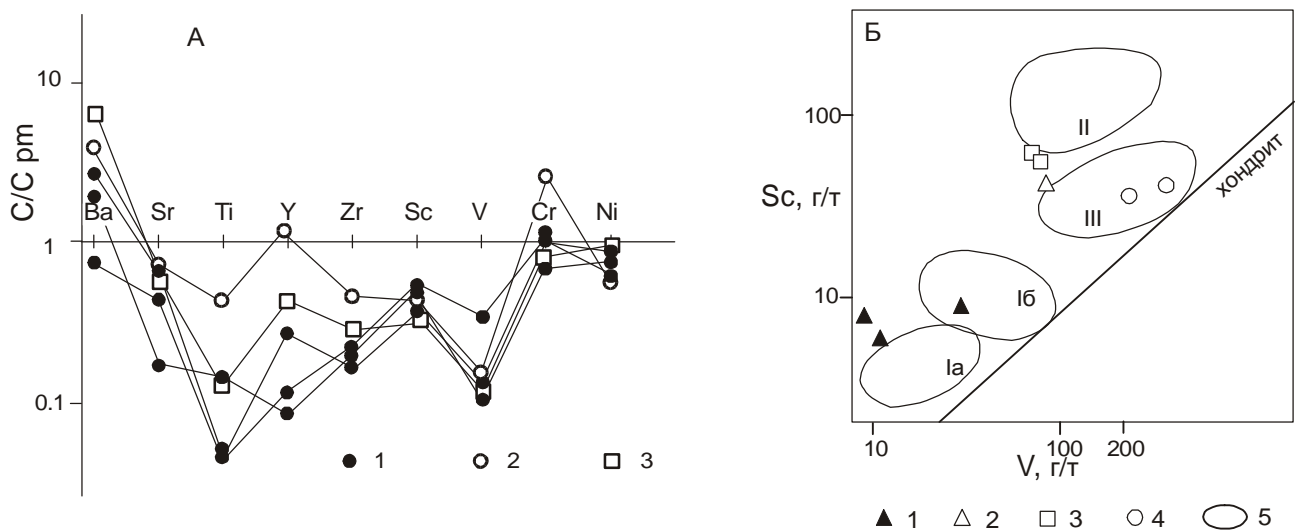 А
10
C/C pm
Ba Sr Ti Y Zr Sc V Cr Ni
1
0.1
1 2 3
Б
100
II
хондрит
Sc, г/т
III
10
Iб
Iа
10 100 200
V, г/т
1 2 3 4 5